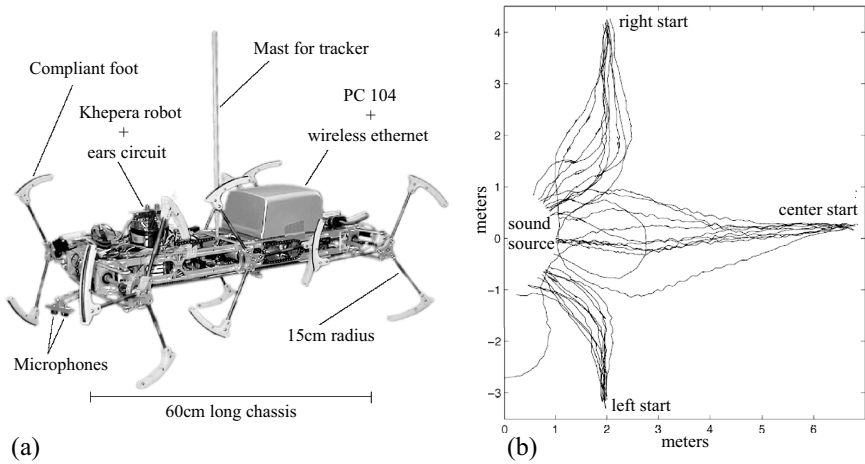 Mast for tracker
Compliant foot
PC 104
+
wireless ethernet
Khepera robot
+
ears circuit
15cm radius
Microphones
60cm long chassis
(a)
4
3
2
1
0
−1
−2
−3
meters
right start
center start
sound
source
left start
0
1
2
3
4
5
6
meters
(b)